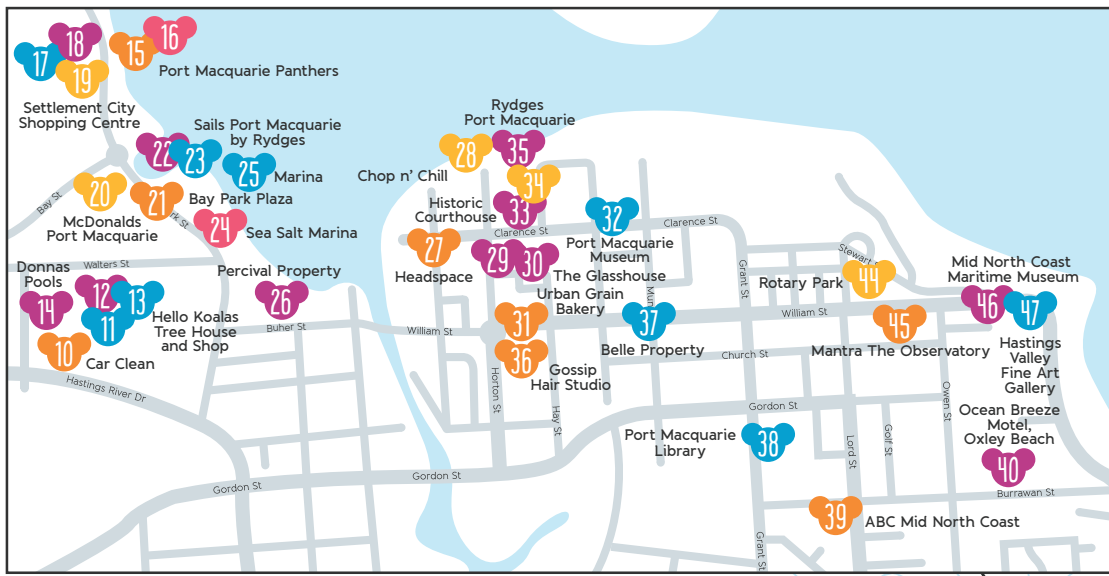 18
17
19
Settlement City
Shopping Centre
15
16
Port Macquarie Panthers
22
23
Sails Port Macquarie
by Rydges
25
Marina
20
McDonalds
Port Macquarie
21
Bay Park Plaza
24
Sea Salt Marina
Bay St
Walters St
Donnas
Pools
14
12
13
11
Hello Koalas
Tree House
and Shop
10
Car Clean
Hastings River Dr
Percival Property
26
Buher St
Rydges
Port Macquarie
28
35
Chop n' Chill
34
Historic
Courthouse
33
Clarence St
Clarence St
27
Headspace
29
30
The Glasshouse
32
Port Macquarie
Museum
Urban Grain
Bakery
31
36
Gossip
Hair Studio
William St
William St
Horton St
Hay St
37
Belle Property
Church St
Grant St
Gordon St
Gordon St
Gordon St
Port Macquarie
Library
38
Rotary Park
44
45
Mantra The Observatory
Mid North Coast
Maritime Museum
46
47
Hastings
Valley
Fine Art
Gallery
Ocean Breeze
Motel,
Oxley Beach
40
Owen St
Golf St
Lord St
Burrawan St
39
ABC Mid North Coast
Grant St